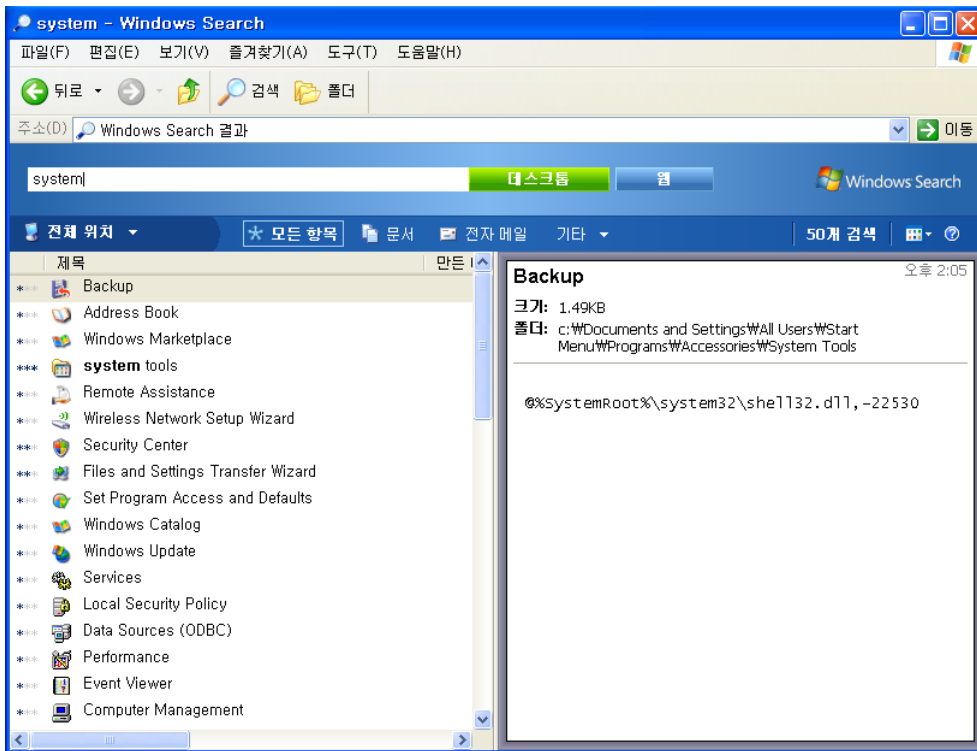 system - Windows Search
파일(F) 편집(E) 보기(V) 즐겨찾기(A) 도구(T) 도움말(H)
뒤로 검색 폴더
주소(D) Windows Search 결과 이동
system 데스크톱 웹 Windows Search
전체 위치 모든 항목 문서 전자 메일 기타 50개 검색
제목 만든
Backup
Address Book
Windows Marketplace
system tools
Remote Assistance
Wireless Network Setup Wizard
Security Center
Files and Settings Transfer Wizard
Set Program Access and Defaults
Windows Catalog
Windows Update
Services
Local Security Policy
Data Sources (ODBC)
Performance
Event Viewer
Computer Management
Backup 오후 2:05
크기: 1.49KB
폴더: c:₩Documents and Settings₩All Users₩Start
Menu₩Programs₩Accessories₩System Tools
@%SystemRoot%\system32\shell32.dll,-22530